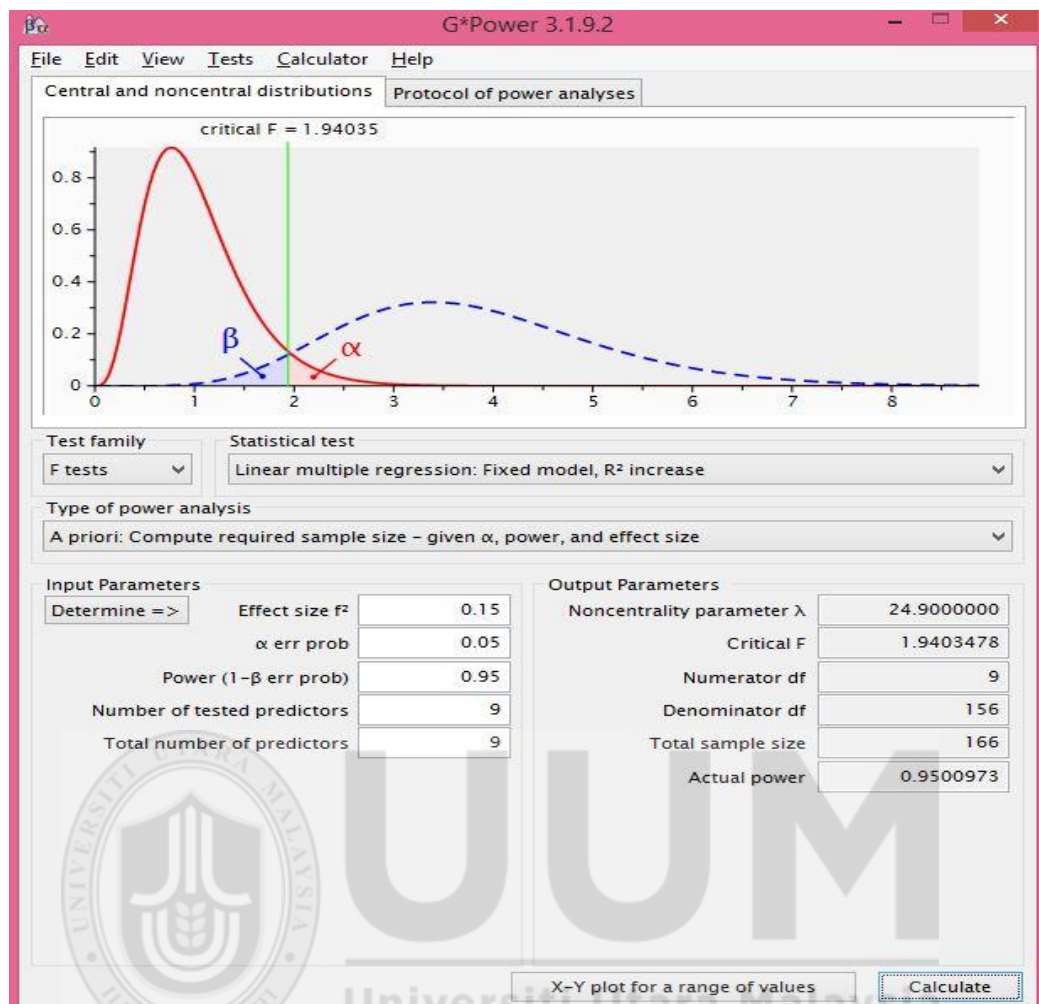 βα G*Power 3.1.9.2
File Edit View Tests Calculator Help
Central and noncentral distributions Protocol of power analyses
critical F = 1.94035
0.8
0.6
0.4
0.2
0
β α
0 1 2 3 4 5 6 7 8
Test family Statistical test
F tests Linear multiple regression: Fixed model, R² increase
Type of power analysis
A priori: Compute required sample size – given α, power, and effect size
Input Parameters Output Parameters
Determine => Effect size f² 0.15 Noncentrality parameter λ 24.9000000
α err prob 0.05 Critical F 1.9403478
Power (1-β err prob) 0.95 Numerator df 9
Number of tested predictors 9 Denominator df 156
Total number of predictors 9 Total sample size 166
Actual power 0.9500973
UNIVERSITI UTARA MALAYSIA
UUM
X-Y plot for a range of values Calculate
Universiti Utara